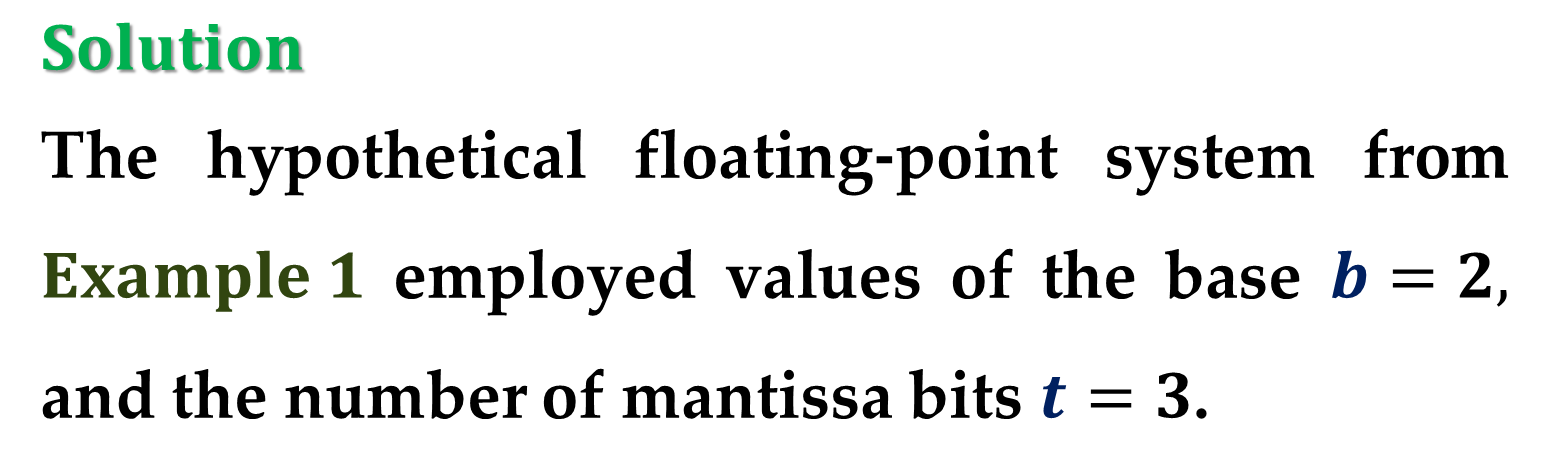 Solution
The hypothetical floating-point system from
Example 1 employed values of the base b = 2,
and the number of mantissa bits t = 3.